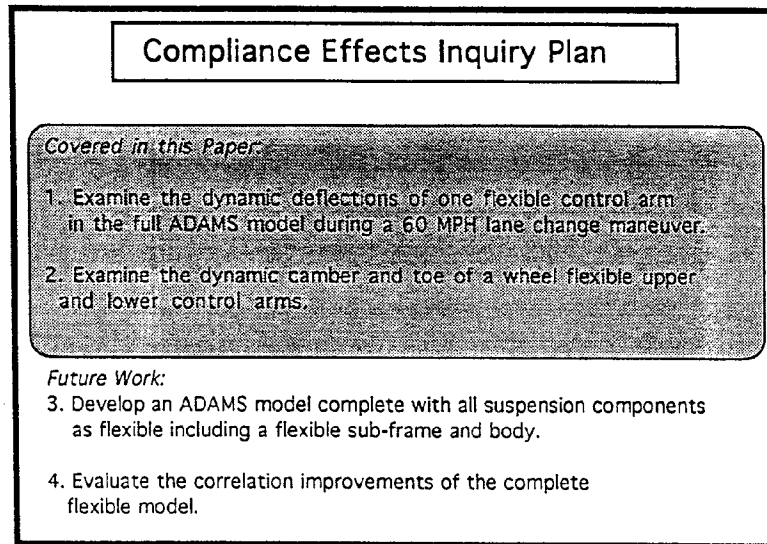 Compliance Effects Inquiry Plan
Covered in this Paper:
1. Examine the dynamic deflections of one flexible control arm
in the full ADAMS model during a 60 MPH lane change maneuver.
2. Examine the dynamic camber and toe of a wheel flexible upper
and lower control arms.
Future Work:
3. Develop an ADAMS model complete with all suspension components
as flexible including a flexible sub-frame and body.
4. Evaluate the correlation improvements of the complete
flexible model.